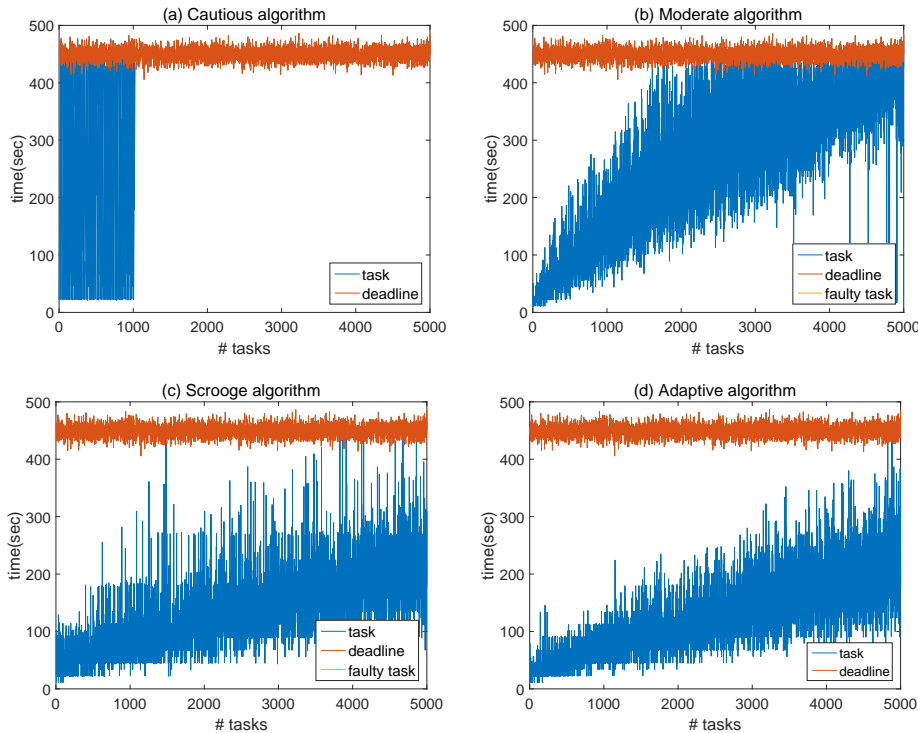 (a) Cautious algorithm
500
400
300
200
100
0
time(sec)
0 1000 2000 3000 4000 5000
# tasks
task
deadline
(b) Moderate algorithm
500
400
300
200
100
0
time(sec)
0 1000 2000 3000 4000 5000
# tasks
task
deadline
faulty task
(c) Scrooge algorithm
500
400
300
200
100
0
time(sec)
0 1000 2000 3000 4000 5000
# tasks
task
deadline
faulty task
(d) Adaptive algorithm
500
400
300
200
100
0
time(sec)
0 1000 2000 3000 4000 5000
# tasks
task
deadline